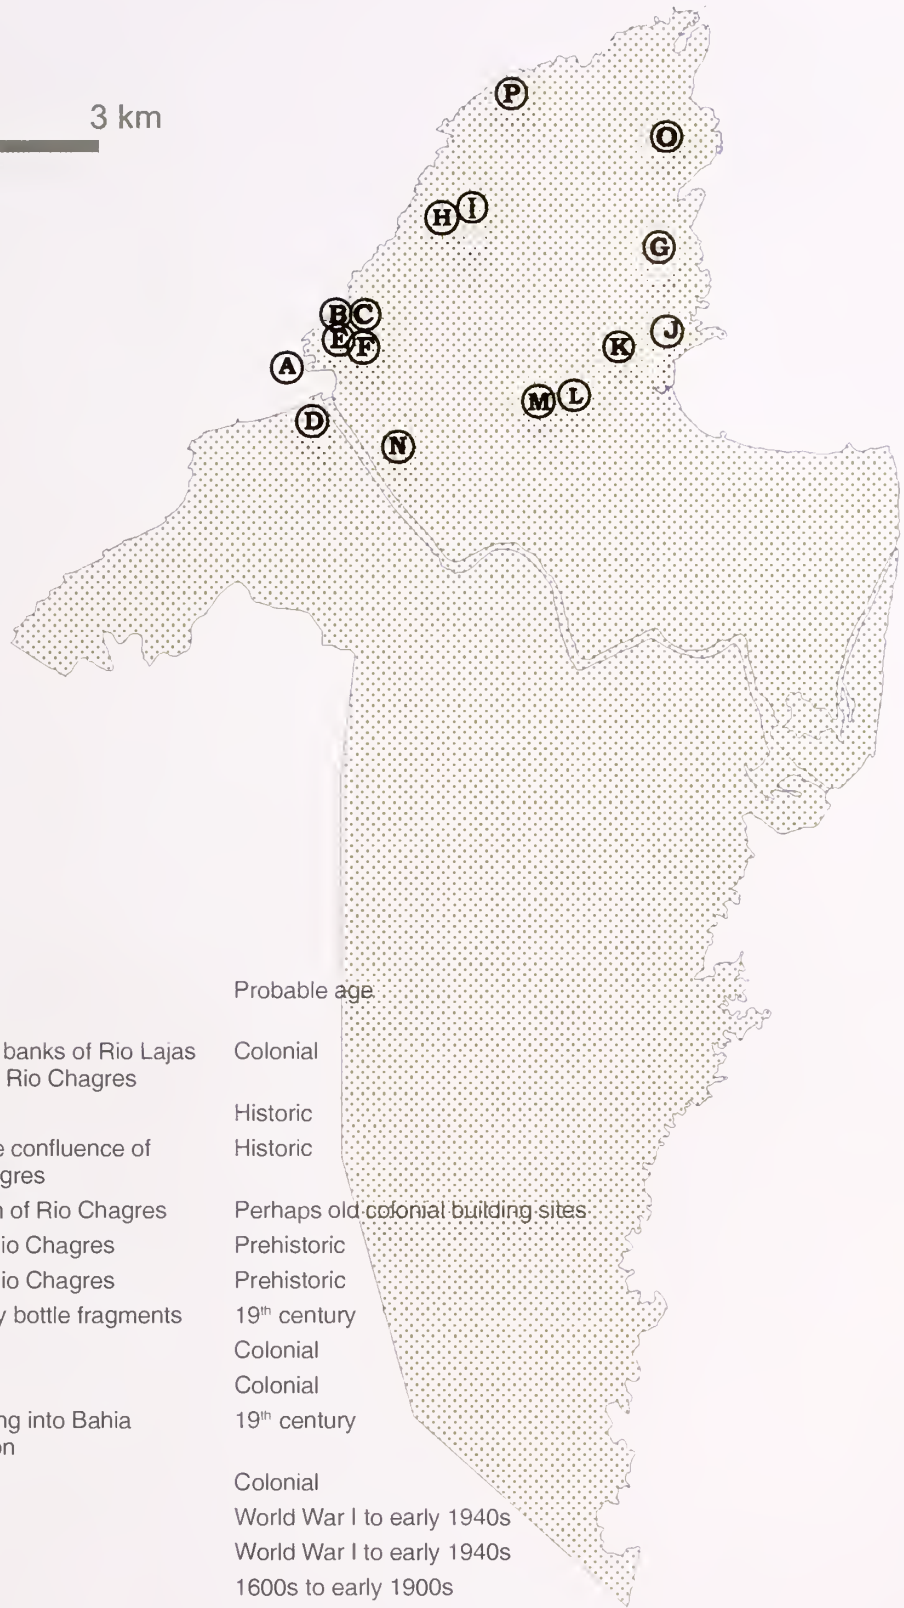 P
3 km
O
H I
G
B C
J
E F
K
A
M L
D
N
Probable age
banks of Rio Lajas Colonial
Rio Chagres
Historic
e confluence of Historic
gres
n of Rio Chagres Perhaps old colonial building sites
io Chagres Prehistoric
io Chagres Prehistoric
y bottle fragments 19th century
Colonial
Colonial
ng into Bahia 19th century
on
Colonial
World War I to early 1940s
World War I to early 1940s
1600s to early 1900s